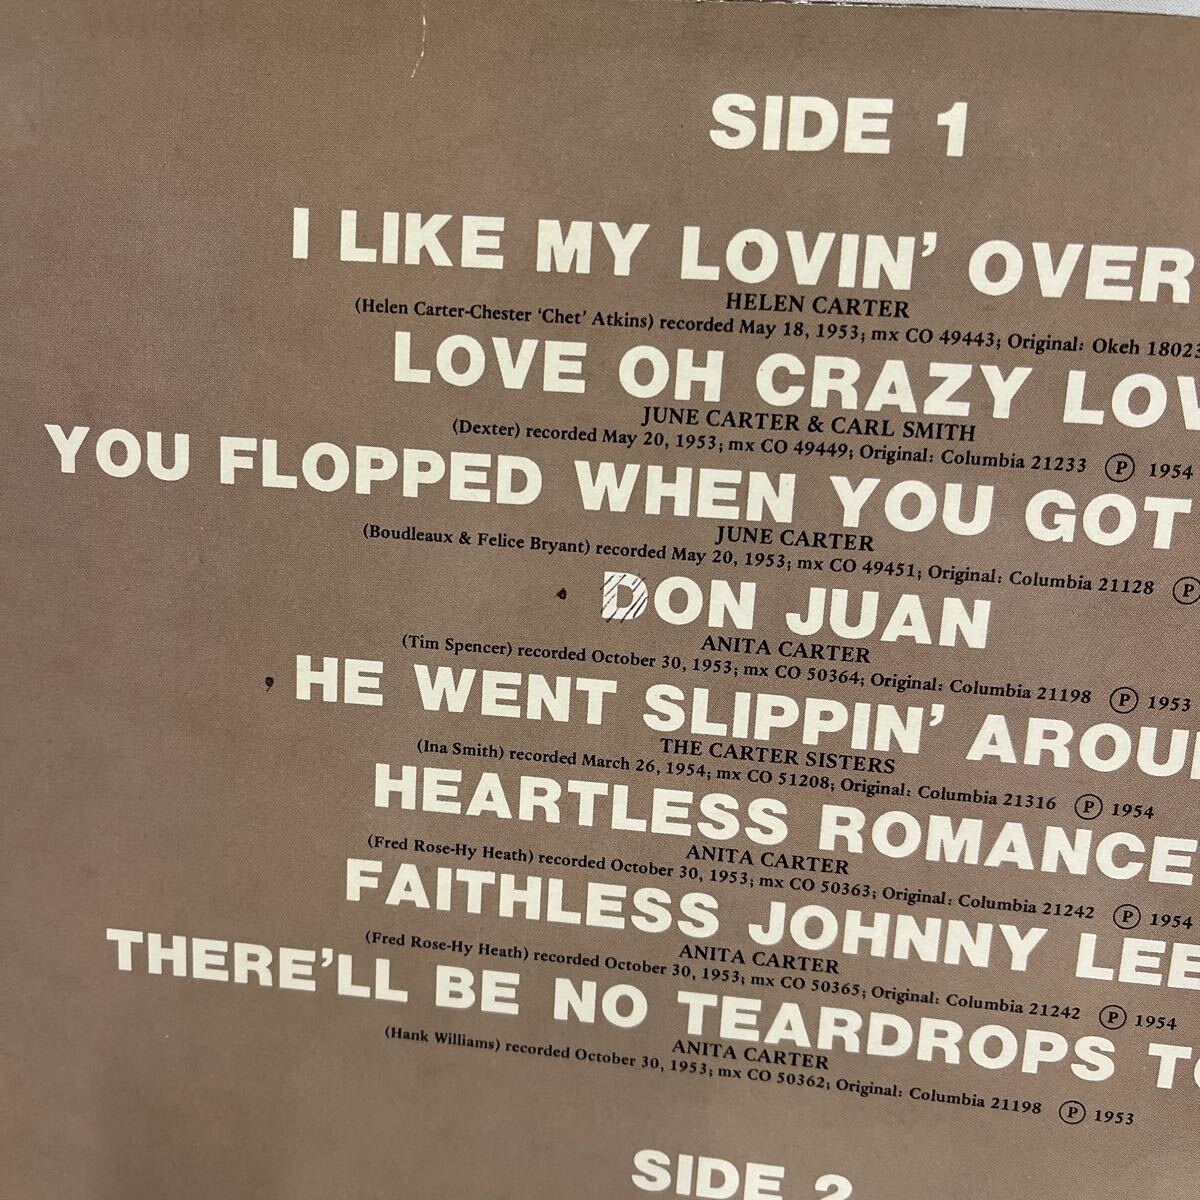 SIDE 1
I LIKE MY LOVIN' OVER
HELEN CARTER
(Helen Carter-Chester 'Chet' Atkins) recorded May 18, 1953; mx CO 49443; Original: Okeh 18023
LOVE OH CRAZY LOV
JUNE CARTER & CARL SMITH
(Dexter) recorded May 20, 1953; mx CO 49449; Original: Columbia 21233 Ⓟ 1954
YOU FLOPPED WHEN YOU GOT
JUNE CARTER
(Boudleaux & Felice Bryant) recorded May 20, 1953; mx CO 49451; Original: Columbia 21128 Ⓟ
DON JUAN
ANITA CARTER
(Tim Spencer) recorded October 30, 1953; mx CO 50364; Original: Columbia 21198 Ⓟ 1953
HE WENT SLIPPIN' AROU
THE CARTER SISTERS
(Ina Smith) recorded March 26, 1954; mx CO 51208; Original: Columbia 21316 Ⓟ 1954
HEARTLESS ROMANCE
ANITA CARTER
(Fred Rose-Hy Heath) recorded October 30, 1953; mx CO 50363; Original: Columbia 21242 Ⓟ 1954
FAITHLESS JOHNNY LEE
ANITA CARTER
(Fred Rose-Hy Heath) recorded October 30, 1953; mx CO 50365; Original: Columbia 21242 Ⓟ 1954
THERE'LL BE NO TEARDROPS TO
ANITA CARTER
(Hank Williams) recorded October 30, 1953; mx CO 50362; Original: Columbia 21198 Ⓟ 1953
SIDE 2